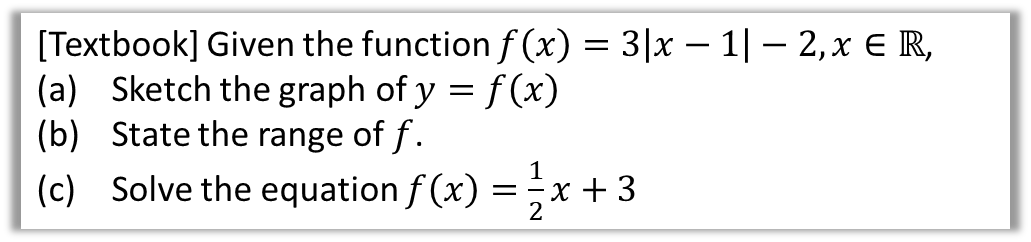 [Textbook] Given the function f(x) = 3|x − 1| − 2, x ∈ ℝ,
(a) Sketch the graph of y = f(x)
(b) State the range of f.
(c) Solve the equation f(x) = 1/2 x + 3